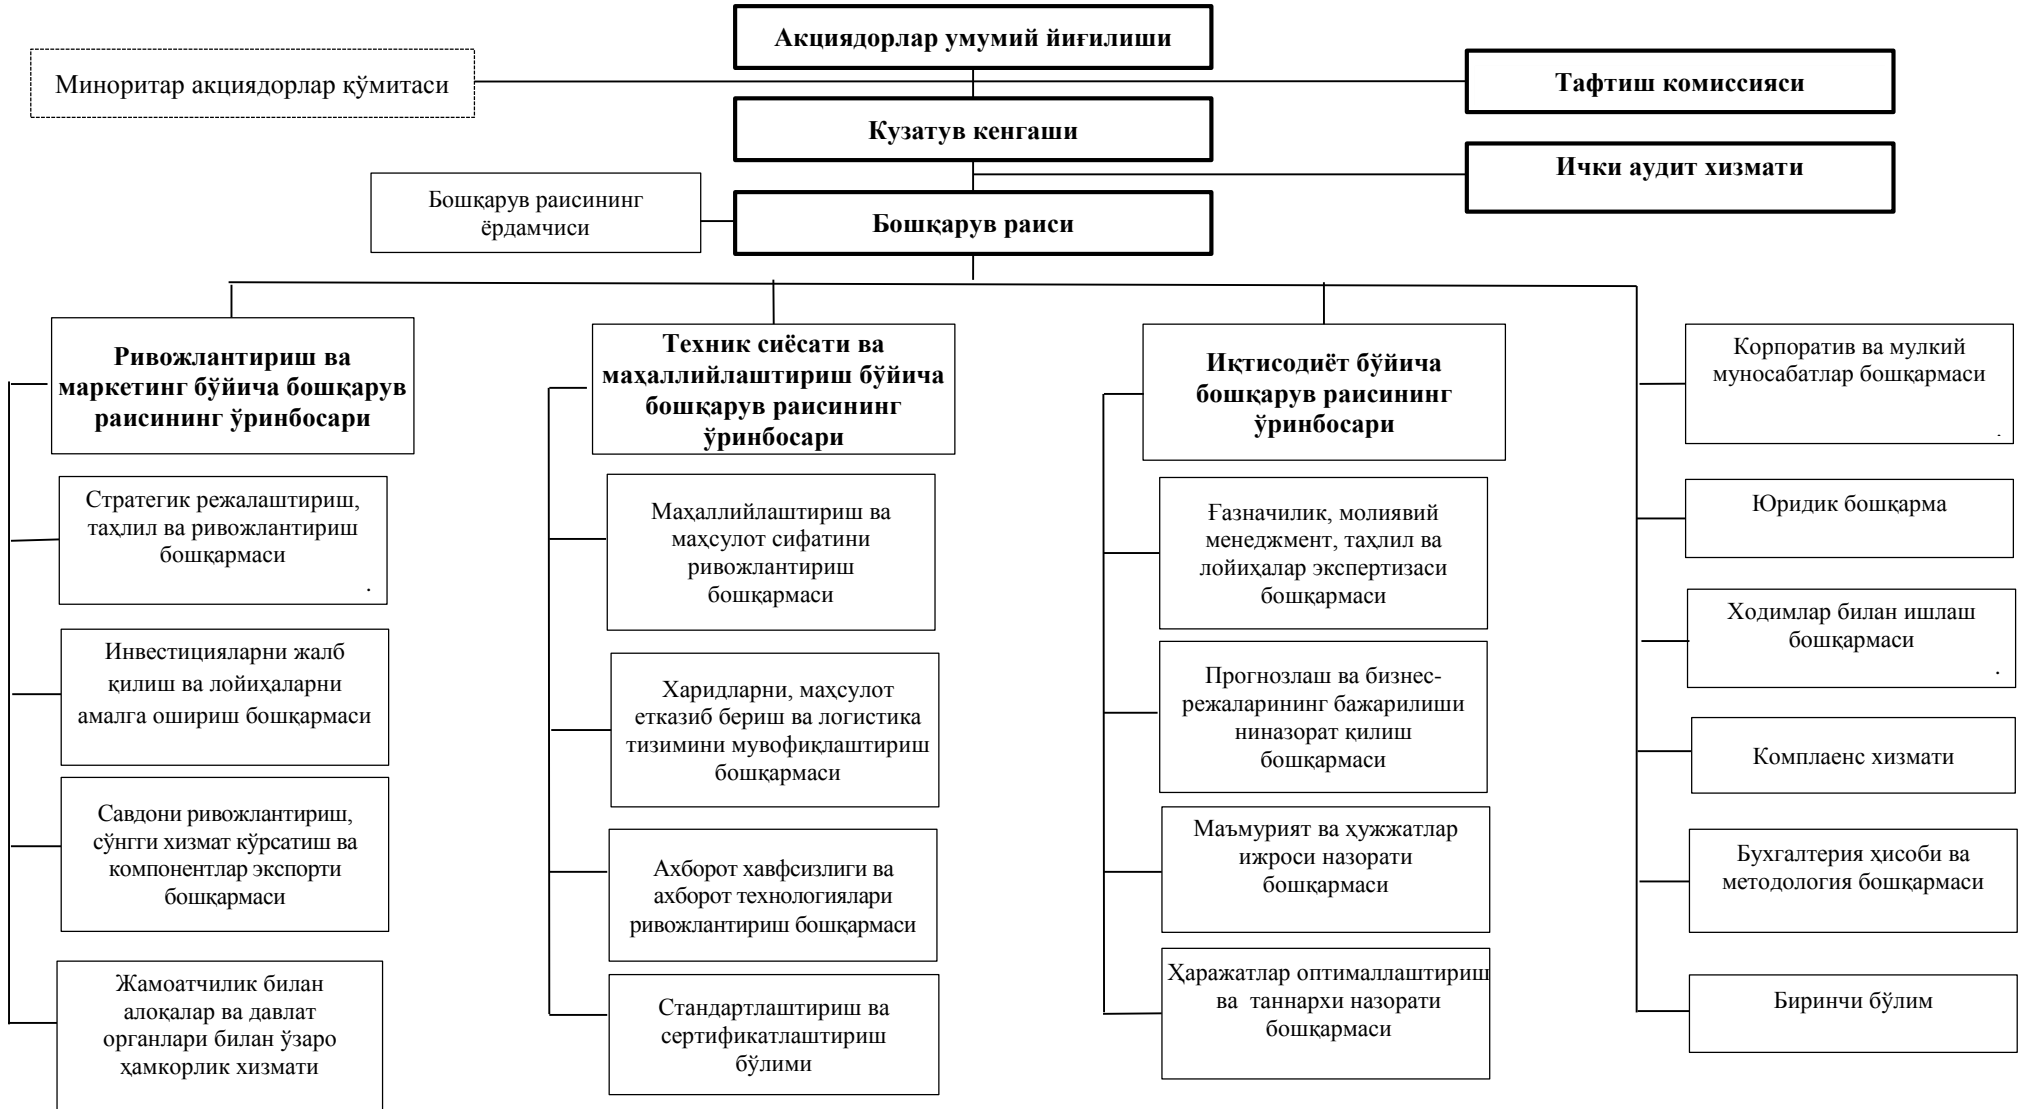 Акциядорлар умумий йиғилиши
Миноритар акциядорлар қўмитаси
Тафтиш комиссияси
Кузатув кенгаши
Ички аудит хизмати
Бошқарув раисининг
ёрдамчиси
Бошқарув раиси
Ривожлантириш ва
маркетинг бўйича бошқарув
раисининг ўринбосари
Стратегик режалаштириш,
таҳлил ва ривожлантириш
бошқармаси
.
Инвестицияларни жалб
қилиш ва лойиҳаларни
амалга ошириш бошқармаси
Савдони ривожлантириш,
сўнгги хизмат кўрсатиш ва
компонентлар экспорти
бошқармаси
Жамоатчилик билан
алоқалар ва давлат
органлари билан ўзаро
ҳамкорлик хизмати
Техник сиёсати ва
маҳаллийлаштириш бўйича
бошқарув раисининг
ўринбосари
Маҳаллийлаштириш ва
маҳсулот сифатини
ривожлантириш
бошқармаси
Харидларни, маҳсулот
етказиб бериш ва логистика
тизимини мувофиқлаштириш
бошқармаси
Ахборот хавфсизлиги ва
ахборот технологиялари
ривожлантириш бошқармаси
Стандартлаштириш ва
сертификатлаштириш
бўлими
Иқтисодиёт бўйича
бошқарув раисининг
ўринбосари
Ғазначилик, молиявий
менеджмент, таҳлил ва
лойиҳалар экспертизаси
бошқармаси
Прогнозлаш ва бизнес-
режаларининг бажарилиши
ниназорат қилиш
бошқармаси
Маъмурият ва ҳужжатлар
ижроси назорати
бошқармаси
Ҳаражатлар оптималлаштириш
ва таннархи назорати
бошқармаси
Корпоратив ва мулкий
муносабатлар бошқармаси
.
Юридик бошқарма
Ходимлар билан ишлаш
бошқармаси
.
Комплаенс хизмати
Бухгалтерия ҳисоби ва
методология бошқармаси
Биринчи бўлим